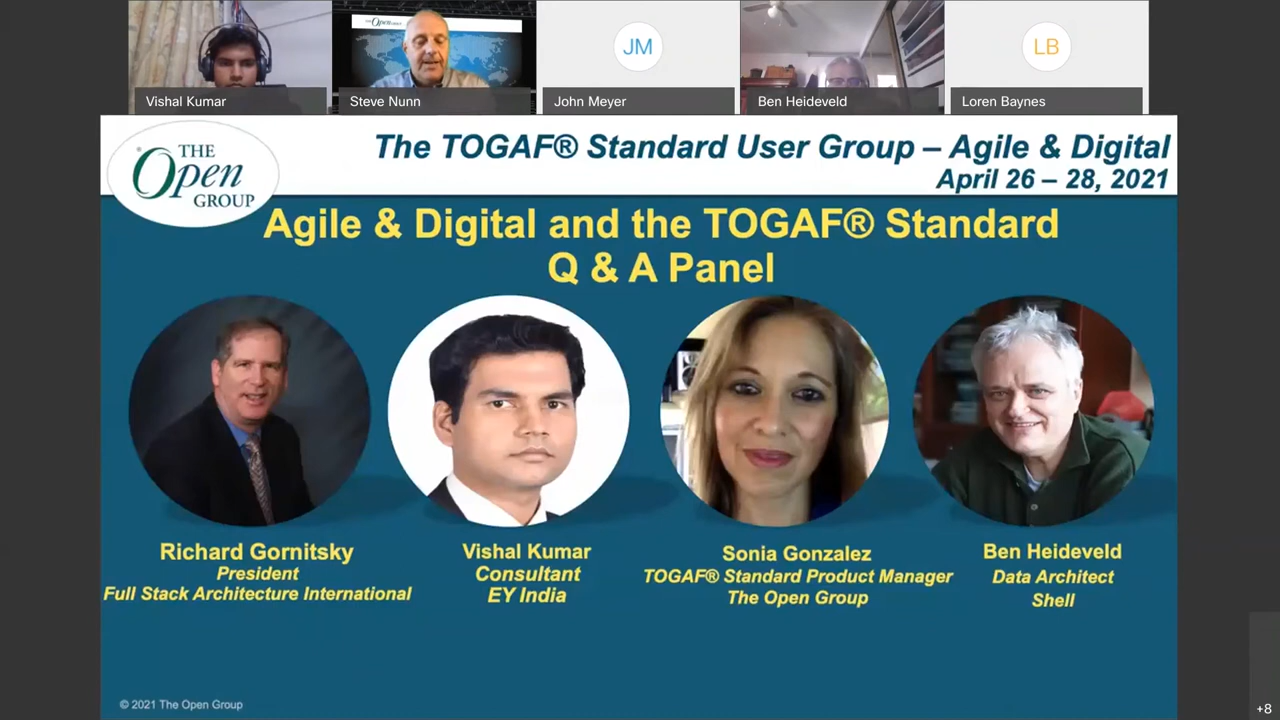 Vishal Kumar
Steve Nunn
JM
John Meyer
Ben Heideveld
LB
Loren Baynes
THE
Open
GROUP
The TOGAF® Standard User Group – Agile & Digital
April 26 – 28, 2021
Agile & Digital and the TOGAF® Standard
Q & A Panel
Richard Gornitsky
President
Full Stack Architecture International
Vishal Kumar
Consultant
EY India
Sonia Gonzalez
TOGAF® Standard Product Manager
The Open Group
Ben Heideveld
Data Architect
Shell
© 2021 The Open Group
+8